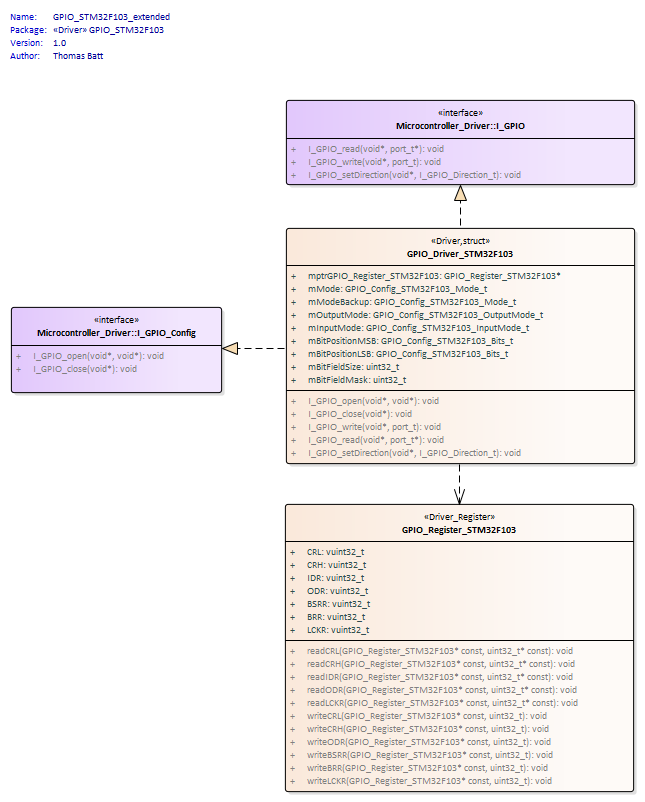 Name: GPIO_STM32F103_extended
Package: «Driver» GPIO_STM32F103
Version: 1.0
Author: Thomas Batt
«interface»
Microcontroller_Driver::I_GPIO
+ I_GPIO_read(void*, port_t*): void
+ I_GPIO_write(void*, port_t): void
+ I_GPIO_setDirection(void*, I_GPIO_Direction_t): void
«Driver,struct»
GPIO_Driver_STM32F103
+ mptrGPIO_Register_STM32F103: GPIO_Register_STM32F103*
+ mMode: GPIO_Config_STM32F103_Mode_t
+ mModeBackup: GPIO_Config_STM32F103_Mode_t
+ mOutputMode: GPIO_Config_STM32F103_OutputMode_t
+ mInputMode: GPIO_Config_STM32F103_InputMode_t
+ mBitPositionMSB: GPIO_Config_STM32F103_Bits_t
+ mBitPositionLSB: GPIO_Config_STM32F103_Bits_t
+ mBitFieldSize: uint32_t
+ mBitFieldMask: uint32_t
+ I_GPIO_open(void*, void*): void
+ I_GPIO_close(void*): void
+ I_GPIO_write(void*, port_t): void
+ I_GPIO_read(void*, port_t*): void
+ I_GPIO_setDirection(void*, I_GPIO_Direction_t): void
«interface»
Microcontroller_Driver::I_GPIO_Config
+ I_GPIO_open(void*, void*): void
+ I_GPIO_close(void*): void
«Driver_Register»
GPIO_Register_STM32F103
+ CRL: vuint32_t
+ CRH: vuint32_t
+ IDR: vuint32_t
+ ODR: vuint32_t
+ BSRR: vuint32_t
+ BRR: vuint32_t
+ LCKR: vuint32_t
+ readCRL(GPIO_Register_STM32F103* const, uint32_t* const): void
+ readCRH(GPIO_Register_STM32F103* const, uint32_t* const): void
+ readIDR(GPIO_Register_STM32F103* const, uint32_t* const): void
+ readODR(GPIO_Register_STM32F103* const, uint32_t* const): void
+ readLCKR(GPIO_Register_STM32F103* const, uint32_t* const): void
+ writeCRL(GPIO_Register_STM32F103* const, uint32_t): void
+ writeCRH(GPIO_Register_STM32F103* const, uint32_t): void
+ writeODR(GPIO_Register_STM32F103* const, uint32_t): void
+ writeBSRR(GPIO_Register_STM32F103* const, uint32_t): void
+ writeBRR(GPIO_Register_STM32F103* const, uint32_t): void
+ writeLCKR(GPIO_Register_STM32F103* const, uint32_t): void